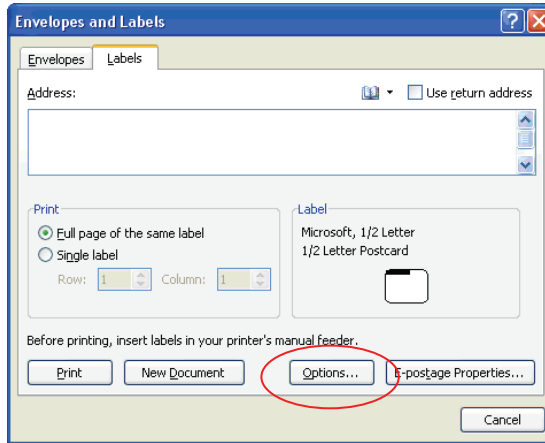 Envelopes and Labels
Envelopes Labels
Address: Use return address
Print
Full page of the same label
Single label
Row: 1 Column: 1
Label
Microsoft, 1/2 Letter
1/2 Letter Postcard
Before printing, insert labels in your printer's manual feeder.
Print New Document Options... E-postage Properties...
Cancel